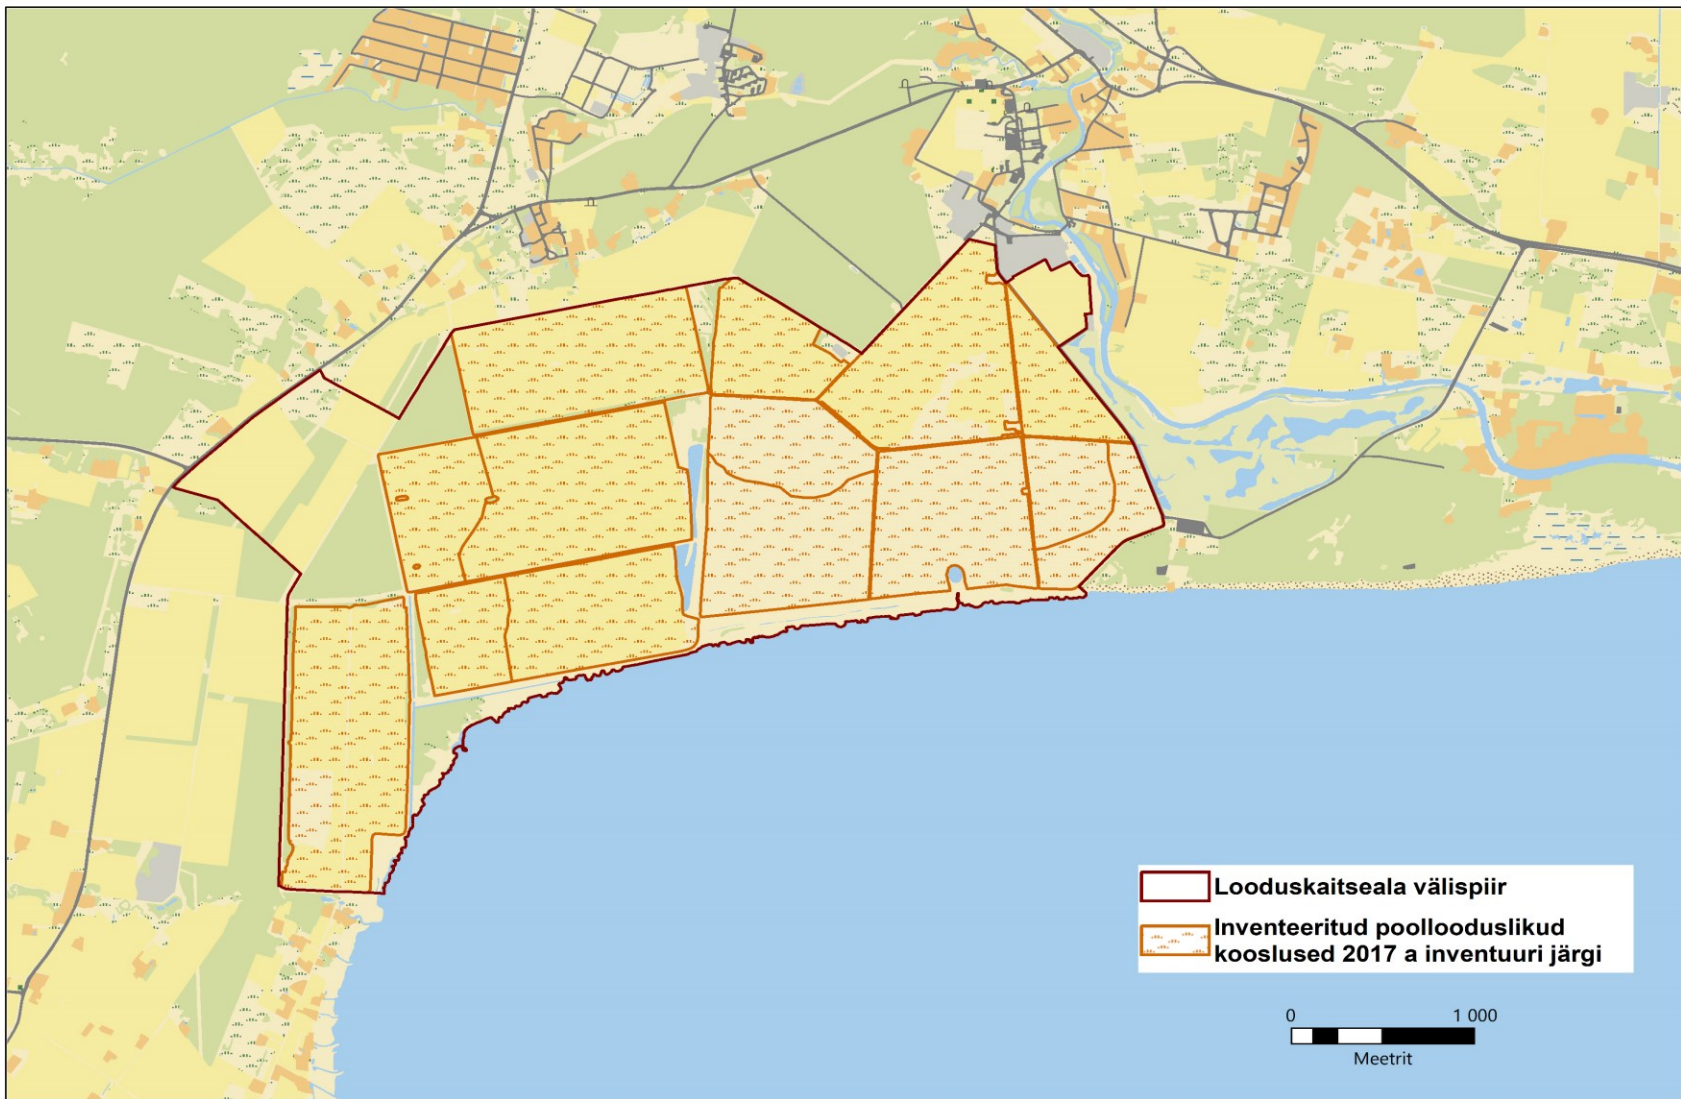 Looduskaitseala välispiir
Inventeeritud poollooduslikud
kooslused 2017 a inventuuri järgi
0 1 000
Meetrit